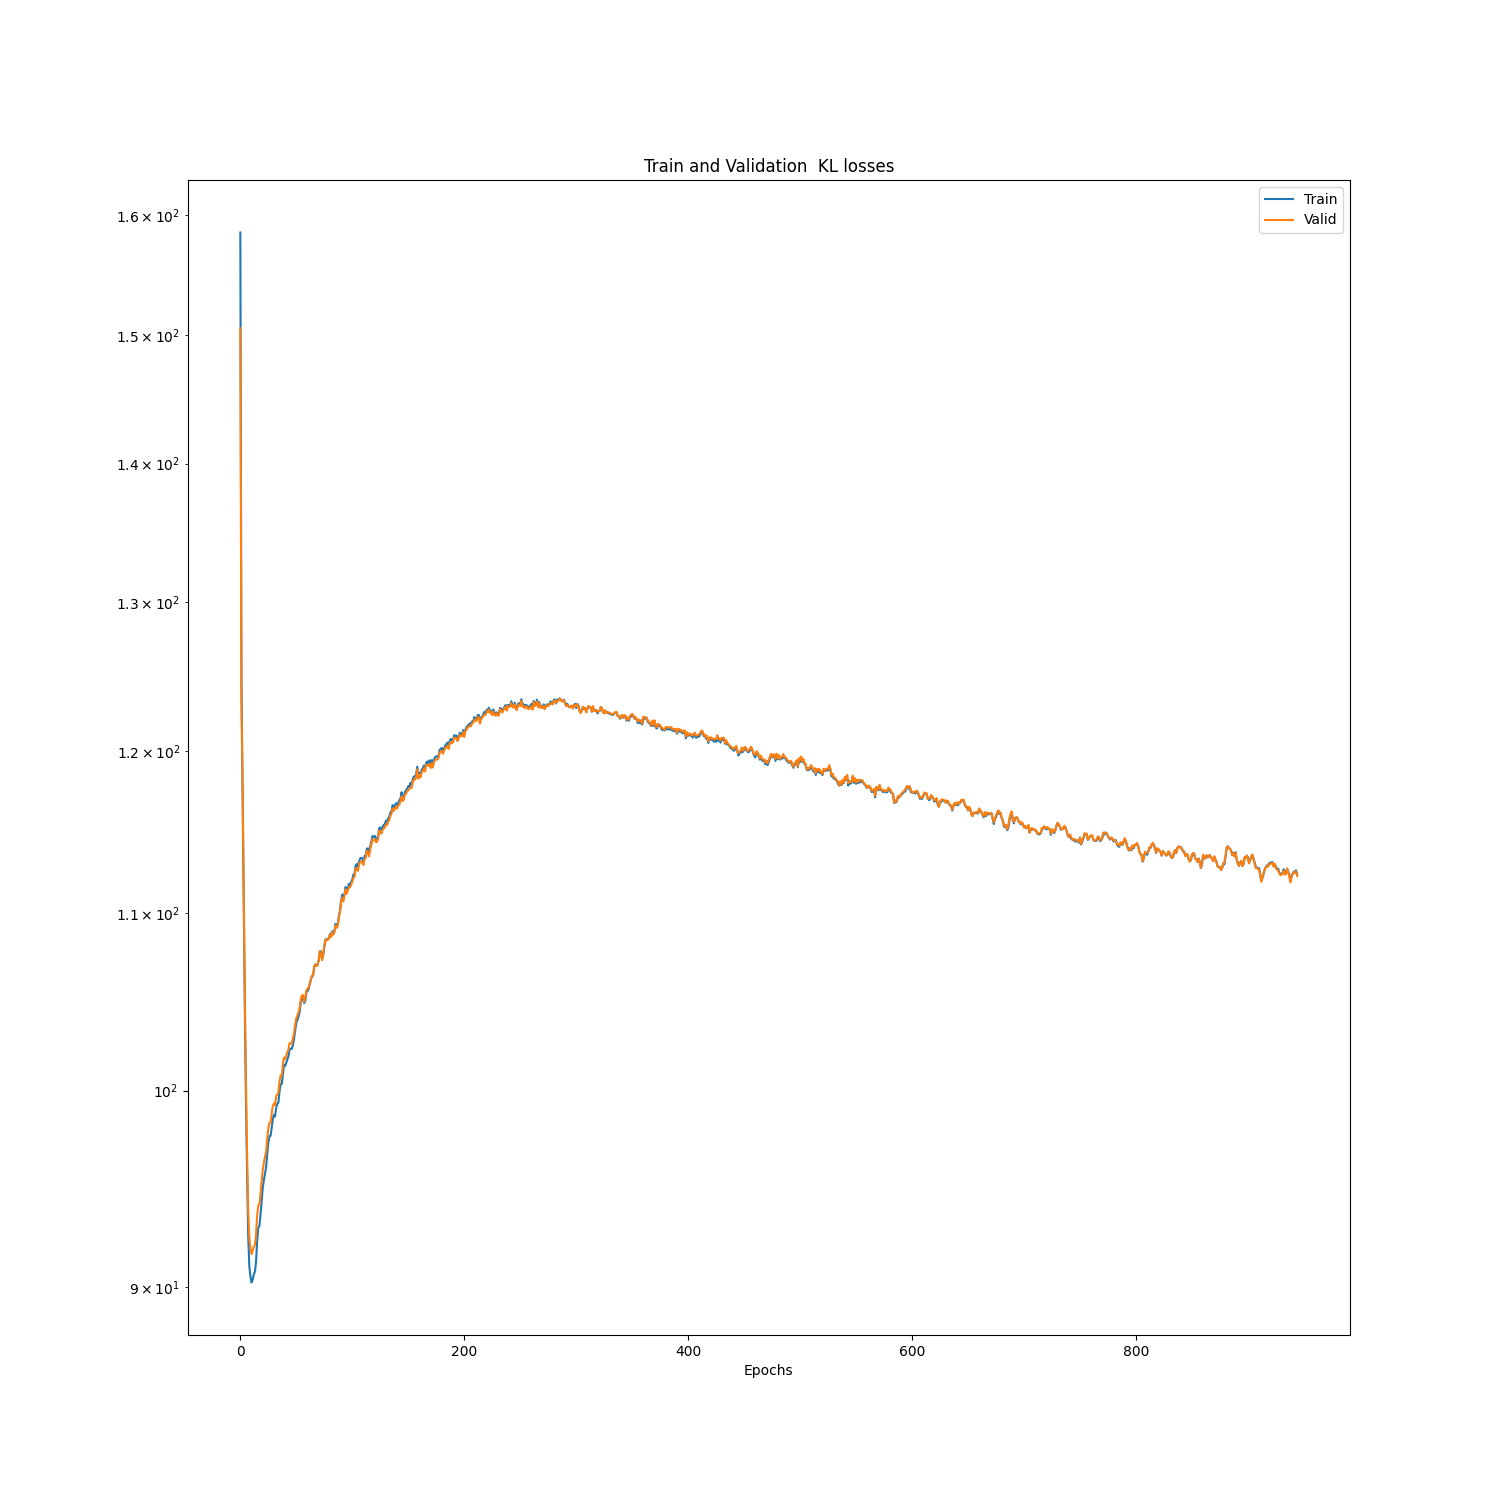 Train and Validation  KL losses
Train
Valid
1.6 × 10²
1.5 × 10²
1.4 × 10²
1.3 × 10²
1.2 × 10²
1.1 × 10²
10²
9 × 10¹
0 200 400 600 800
Epochs